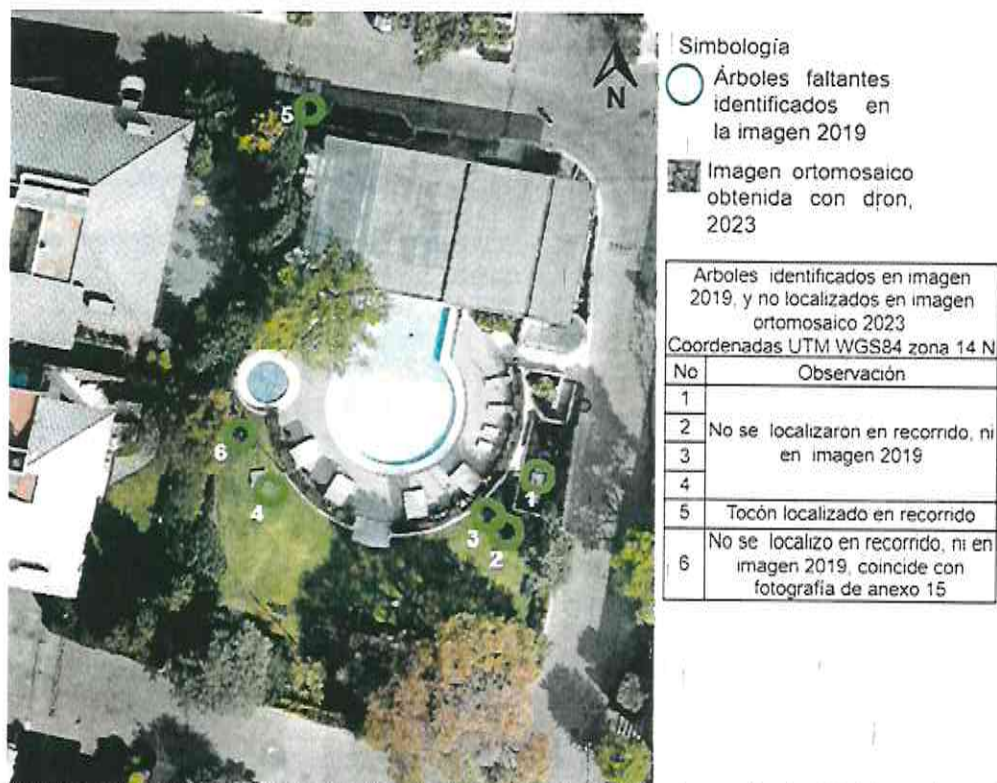 5
N
6
4
3
2
1
Simbología
Árboles faltantes
identificados en
la imagen 2019
Imagen ortomosaico
obtenida con dron,
2023
Arboles identificados en imagen
2019, y no localizados en imagen
ortomosaico 2023
Coordenadas UTM WGS84 zona 14 N
No Observación
1
2 No se localizaron en recorrido, ni
3 en imagen 2019
4
5 Tocón localizado en recorrido
No se localizo en recorrido, ni en
6 imagen 2019, coincide con
fotografía de anexo 15